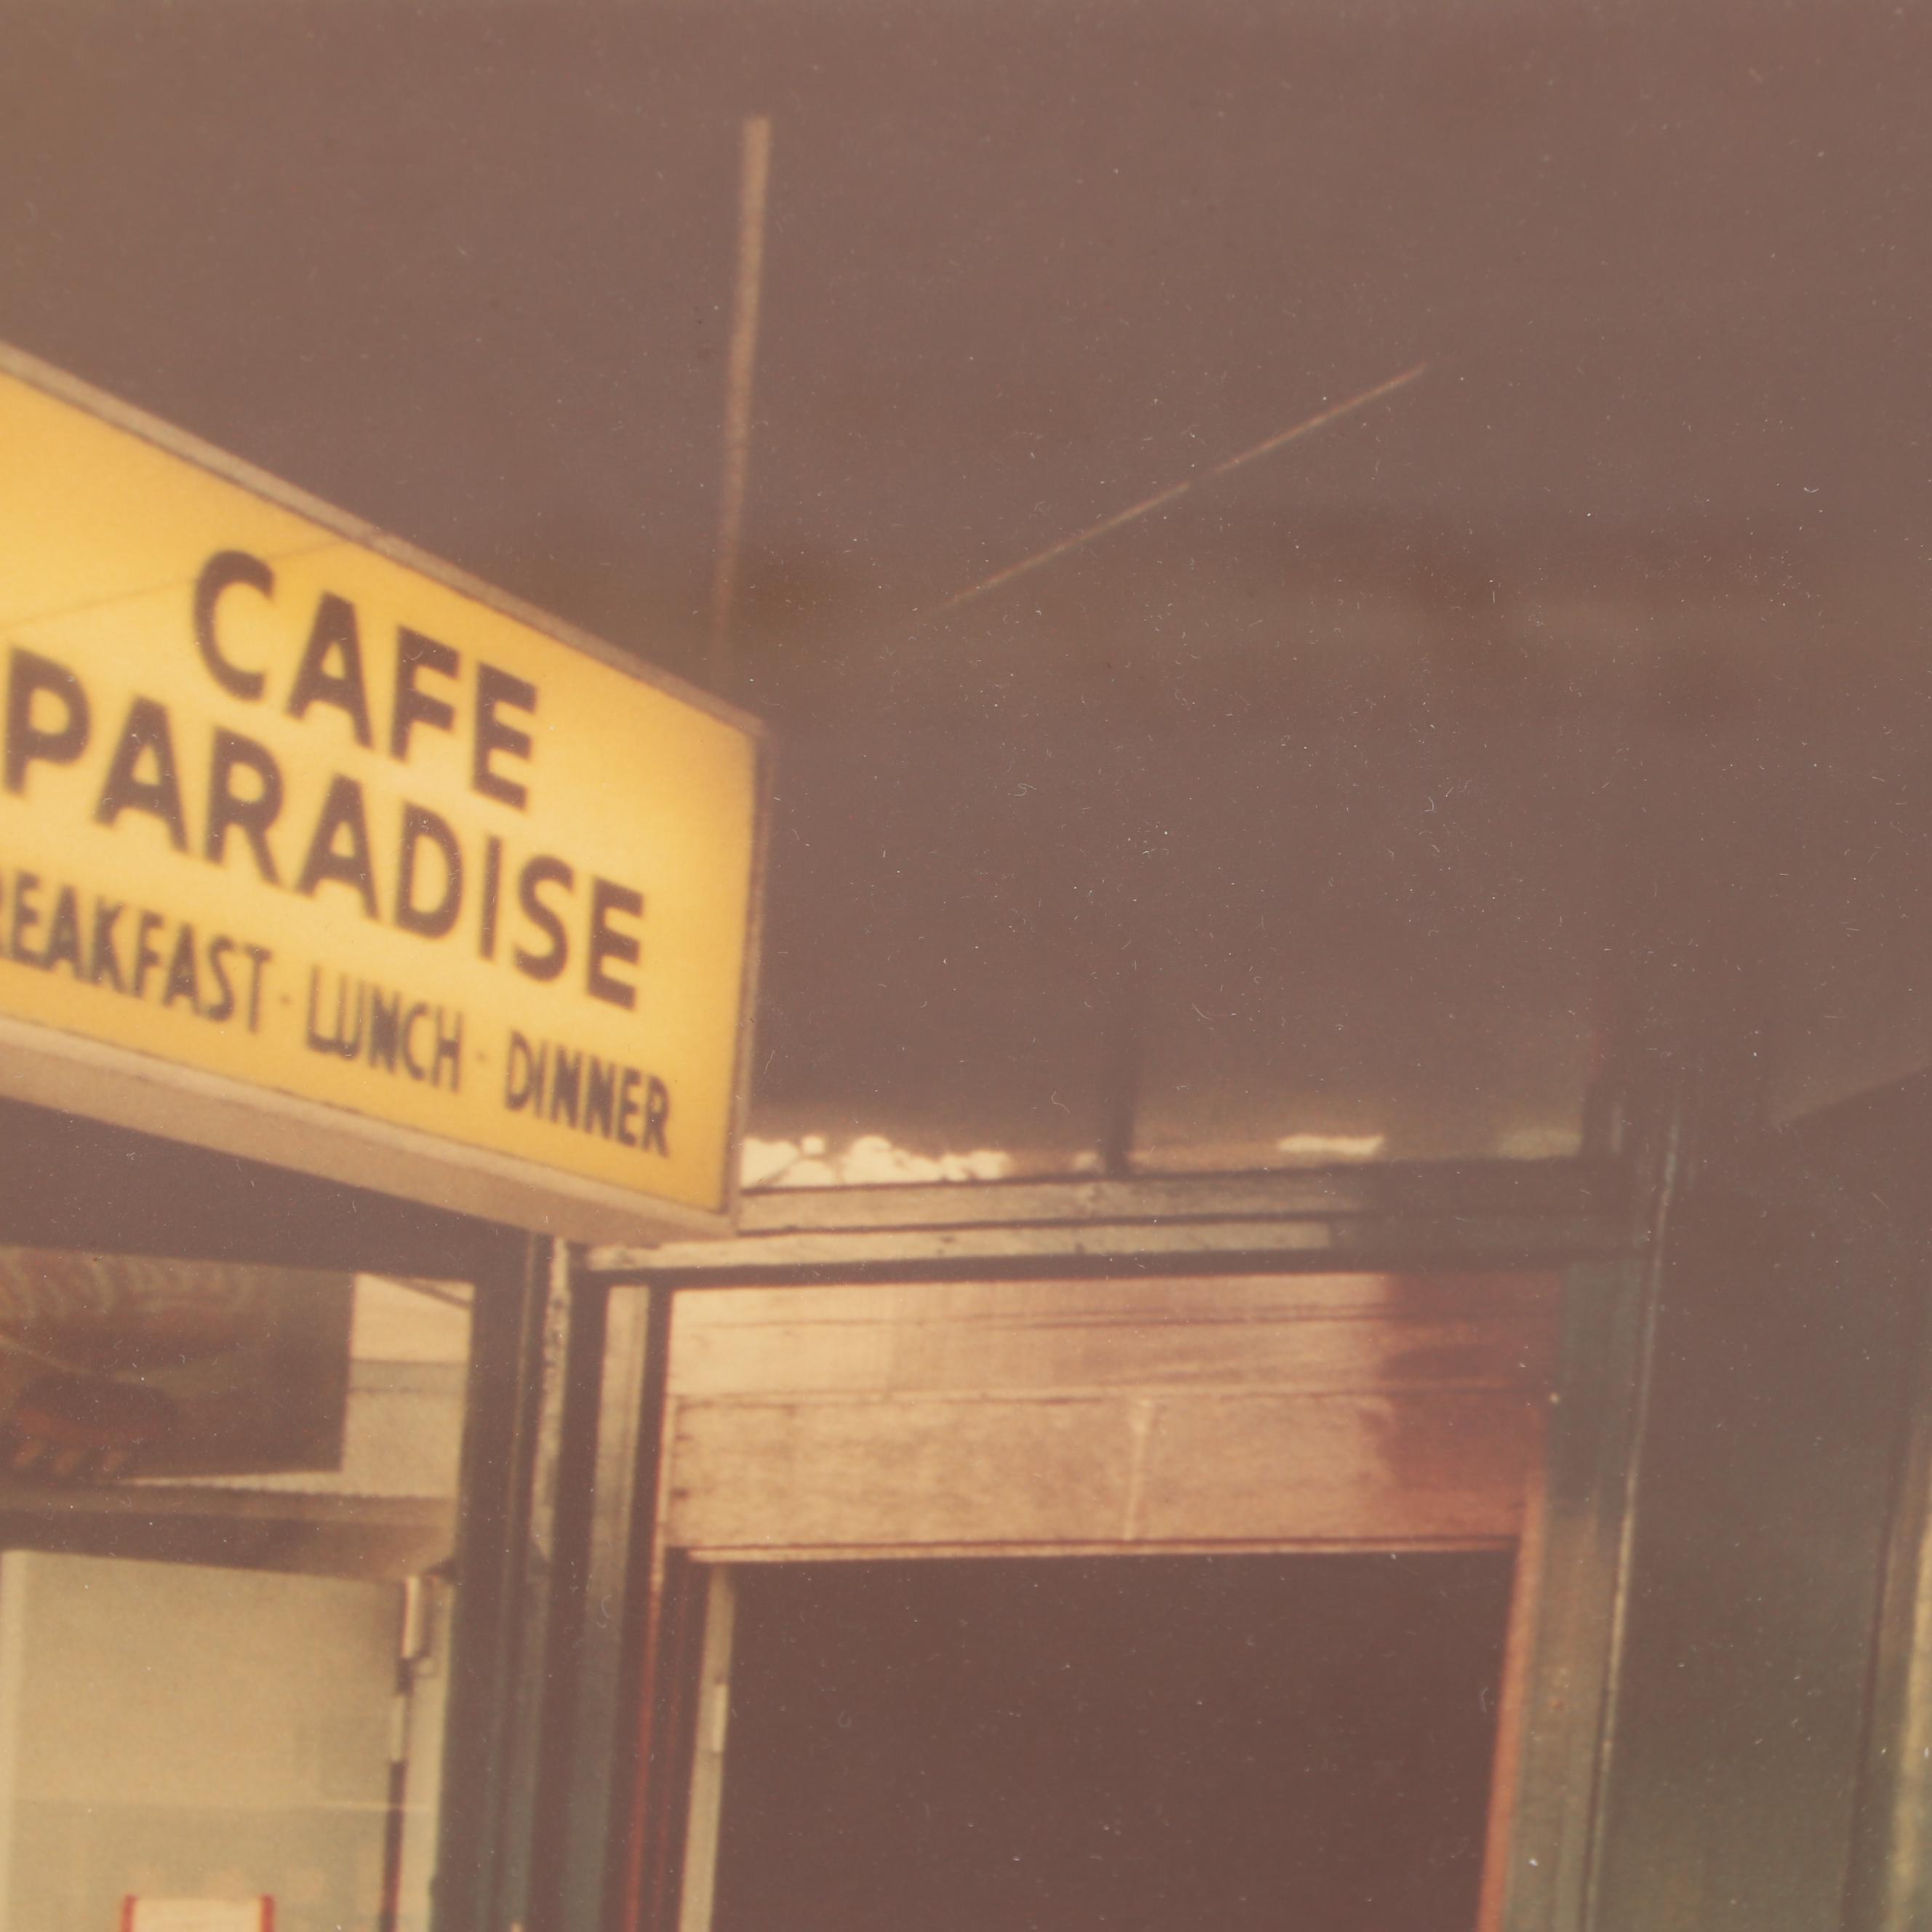 CAFE
PARADISE
REAKFAST · LUNCH · DINNER